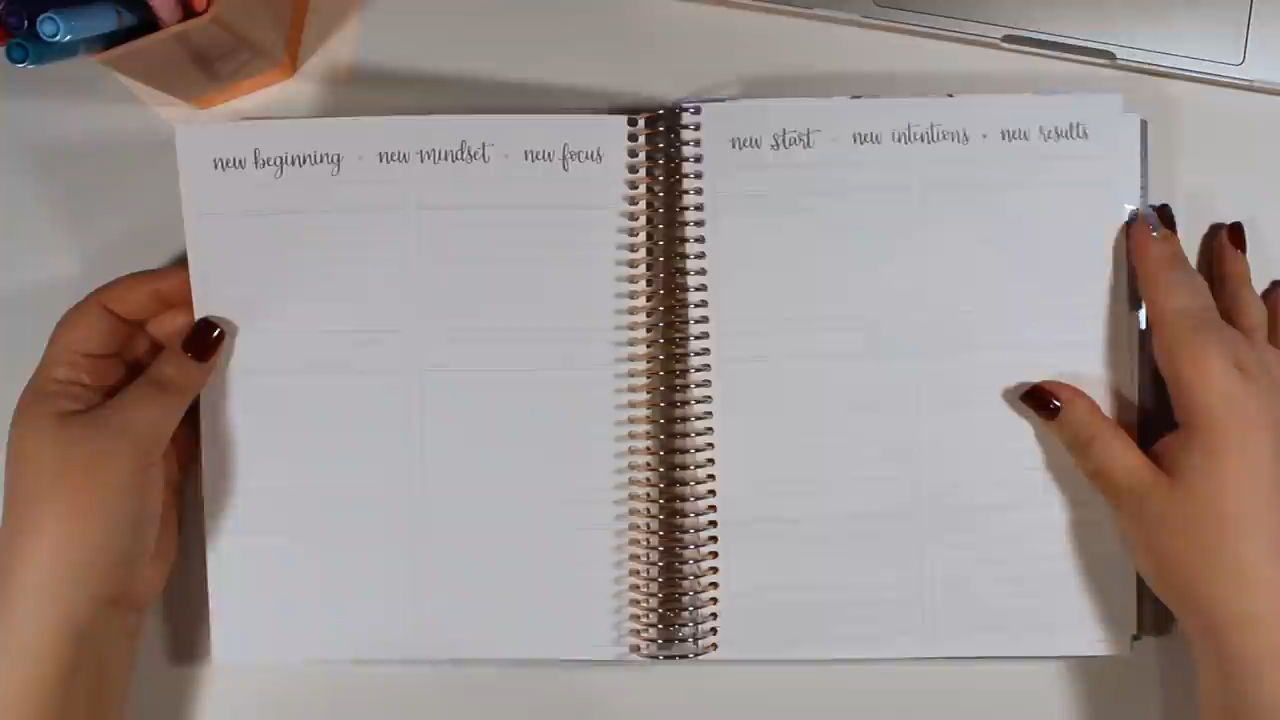 new beginning • new mindset • new focus
new start • new intentions • new results